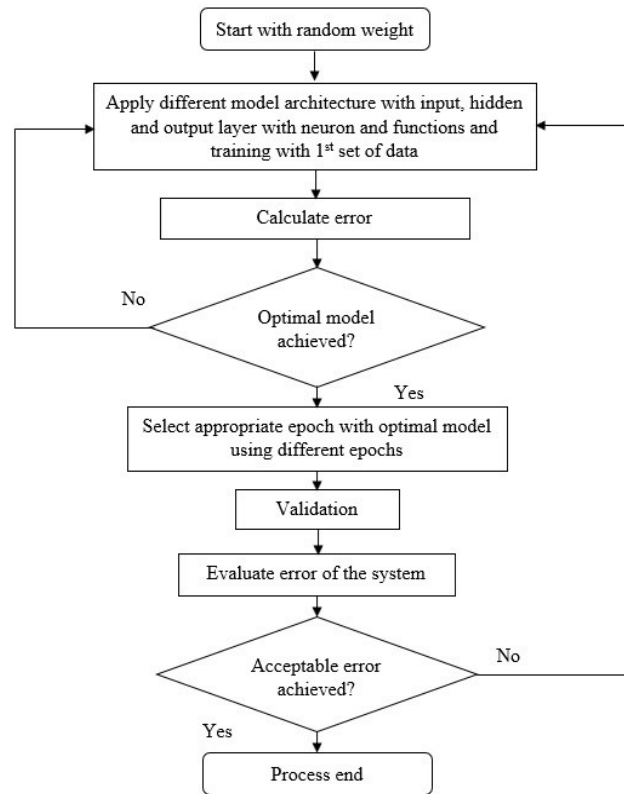 Start with random weight
Apply different model architecture with input, hidden
and output layer with neuron and functions and
training with 1st set of data
Calculate error
No
Optimal model
achieved?
Yes
Select appropriate epoch with optimal model
using different epochs
Validation
Evaluate error of the system
No
Acceptable error
achieved?
Yes
Process end